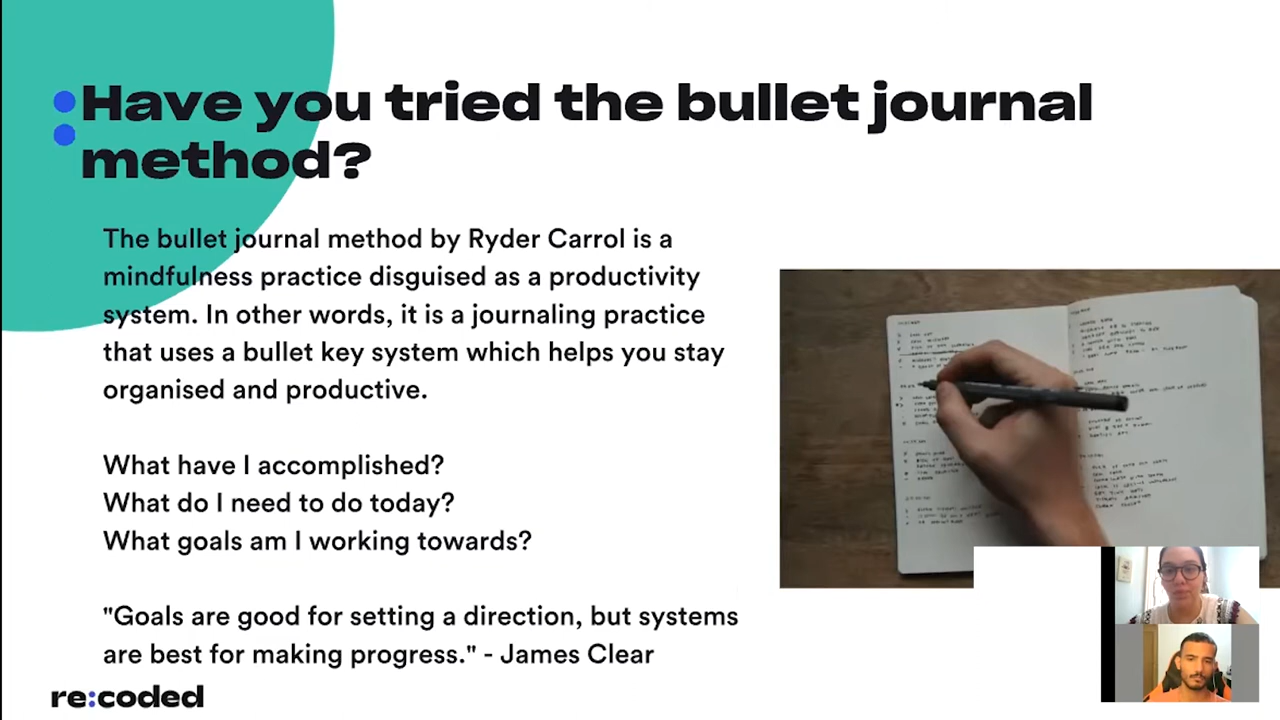 Have you tried the bullet journal
method?
The bullet journal method by Ryder Carrol is a
mindfulness practice disguised as a productivity
system. In other words, it is a journaling practice
that uses a bullet key system which helps you stay
organised and productive.
What have I accomplished?
What do I need to do today?
What goals am I working towards?
"Goals are good for setting a direction, but systems
are best for making progress." - James Clear
re:coded